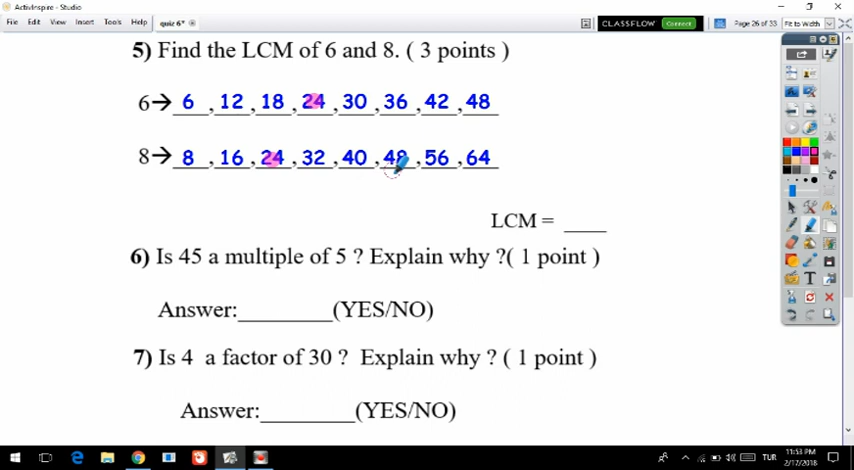 ActivInspire - Studio
File Edit View Insert Tools Help quiz 6*
CLASSFLOW Connect Page 26 of 33 Fit to Width
5) Find the LCM of 6 and 8. ( 3 points )
6→ 6 , 12 , 18 , 24 , 30 , 36 , 42 , 48
8→ 8 , 16 , 24 , 32 , 40 , 48 , 56 , 64
LCM = ____
6) Is 45 a multiple of 5 ? Explain why ?( 1 point )
Answer:________(YES/NO)
7) Is 4 a factor of 30 ? Explain why ? ( 1 point )
Answer:________(YES/NO)
TUR
11:53 PM
2/17/2018